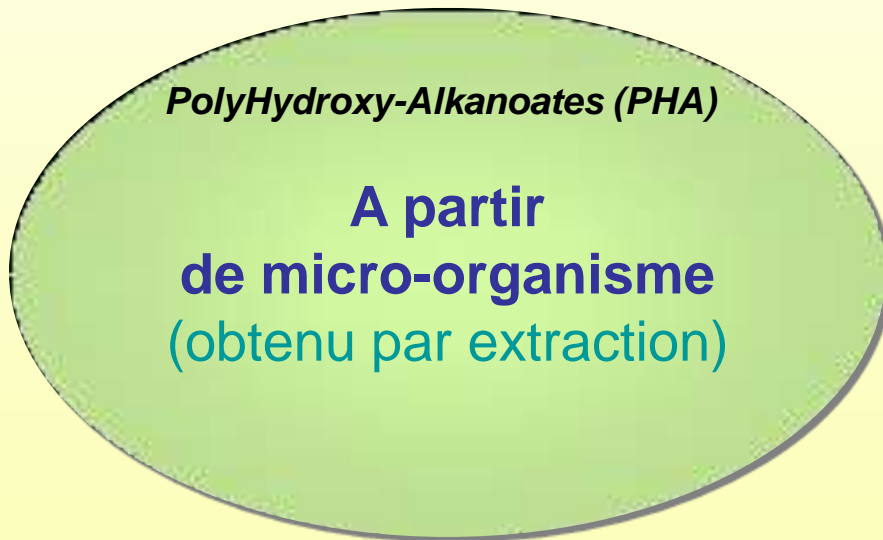 PolyHydroxy-Alkanoates (PHA)
A partir
de micro-organisme
(obtenu par extraction)